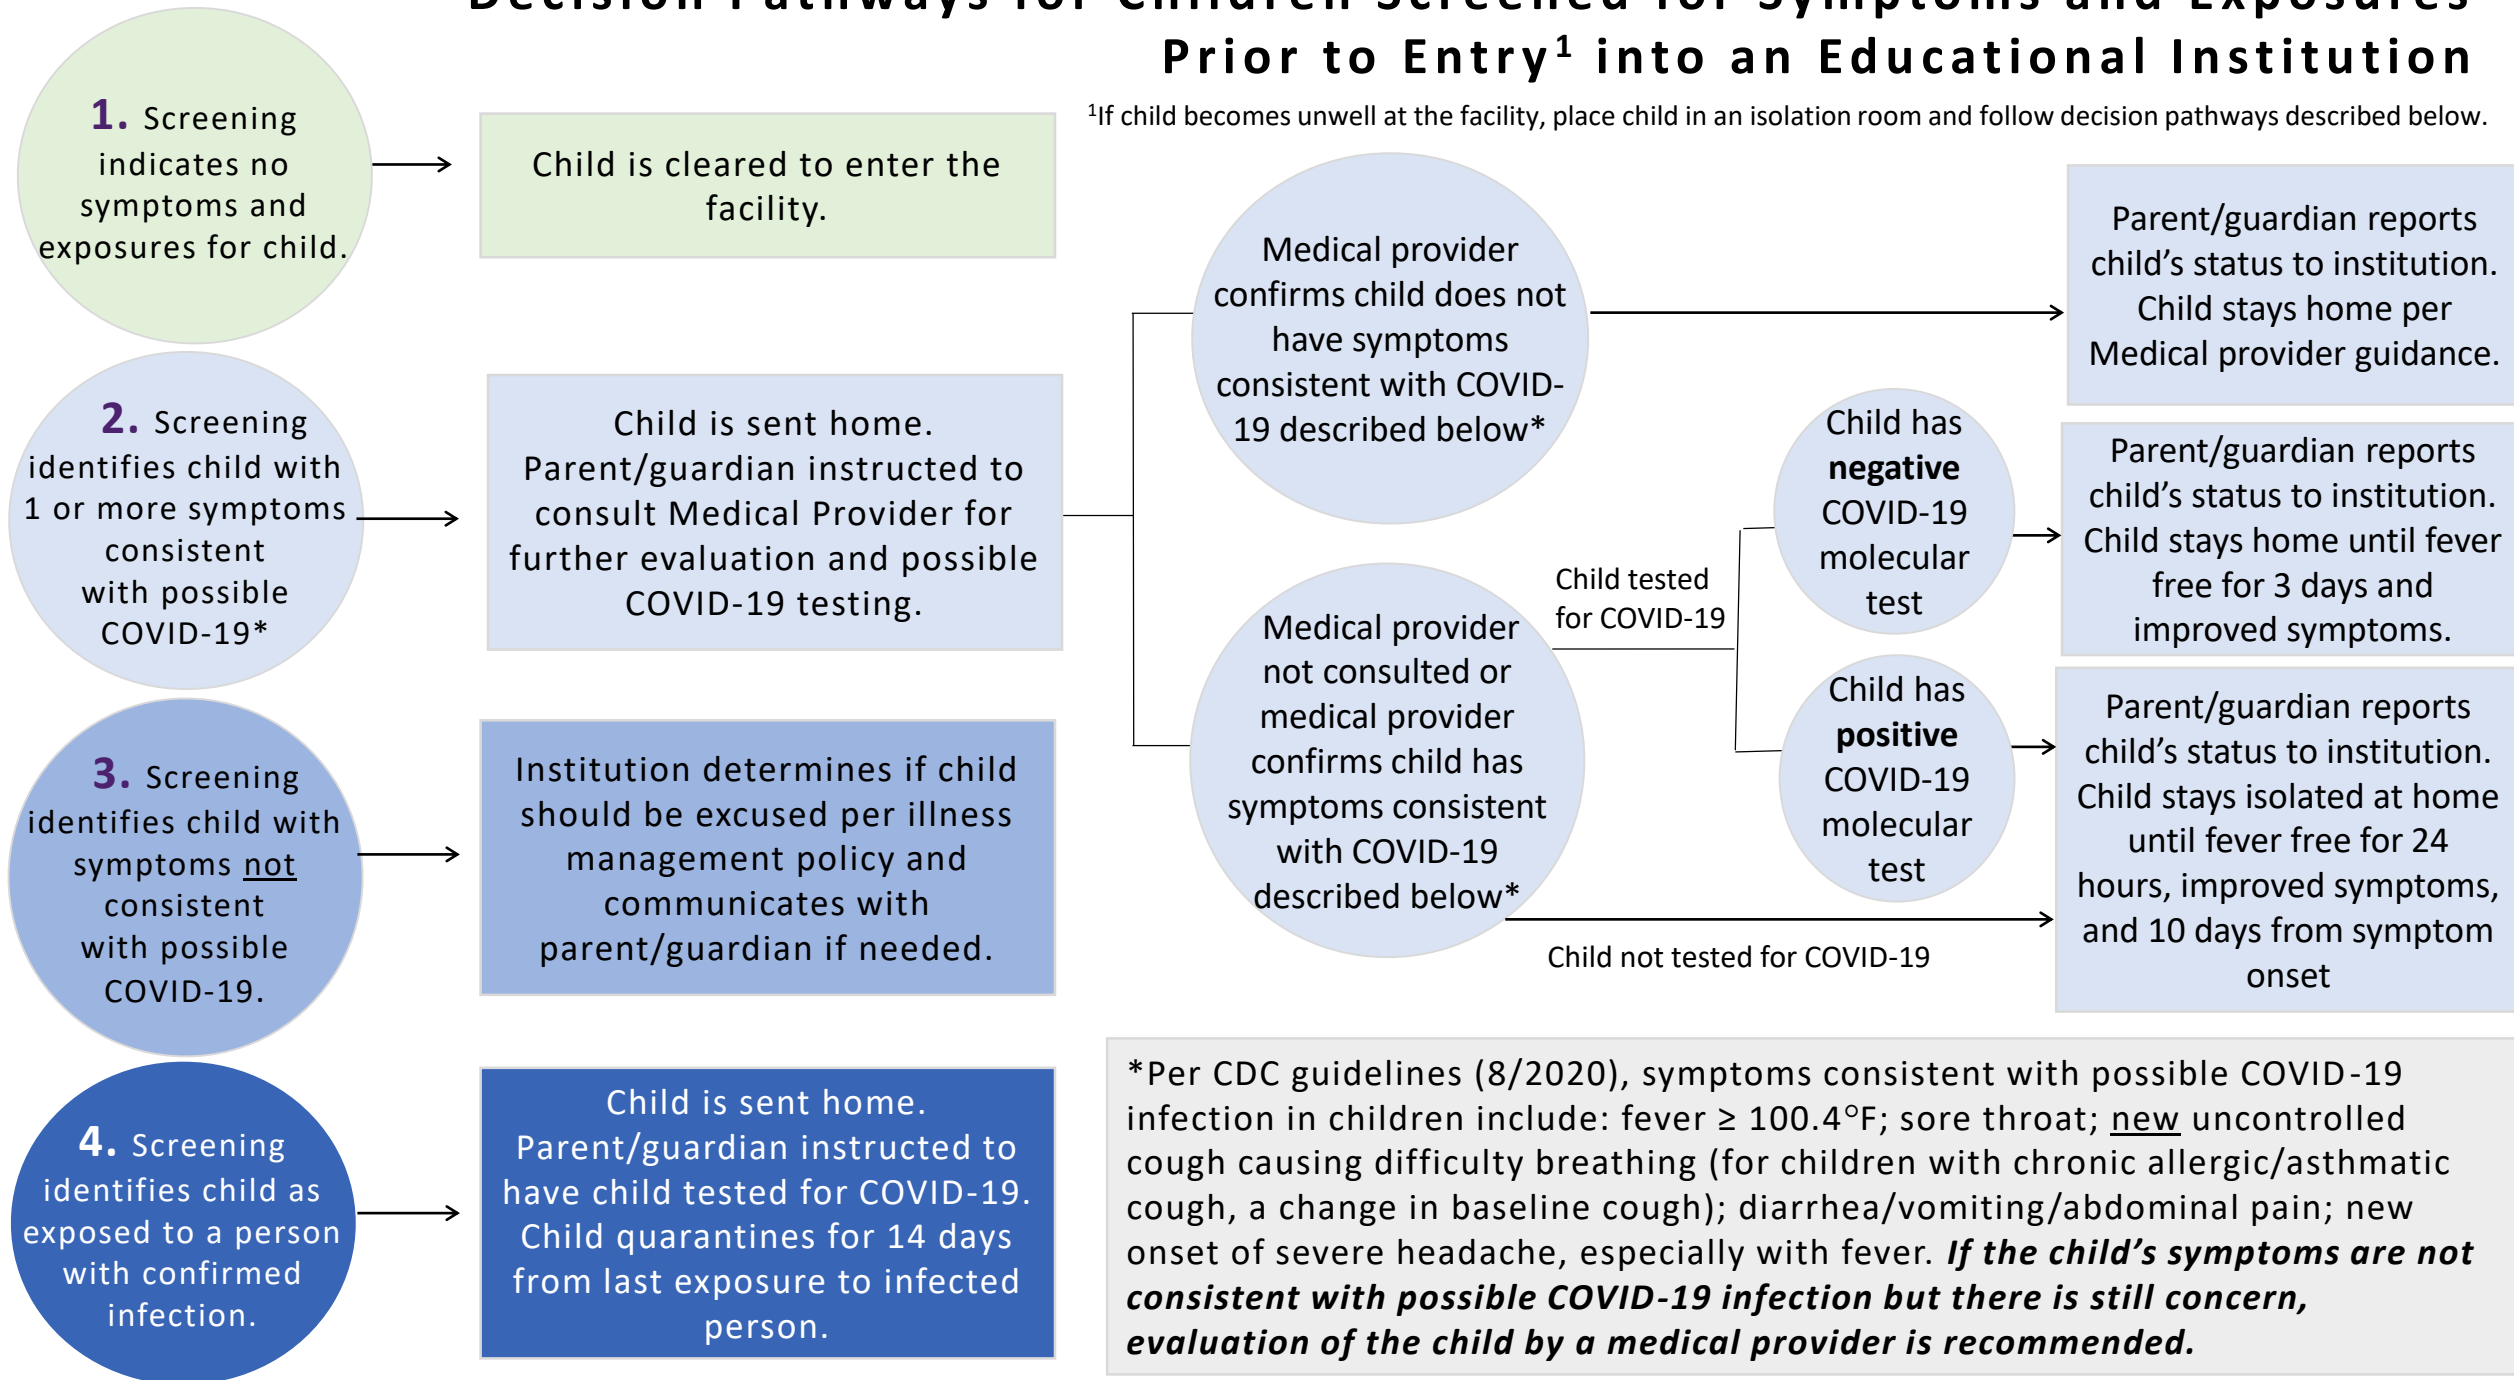 Decision Pathways for Children Screened for Symptoms and Exposures
Prior to Entry¹ into an Educational Institution
¹If child becomes unwell at the facility, place child in an isolation room and follow decision pathways described below.
1. Screening
indicates no
symptoms and
exposures for child.
Child is cleared to enter the
facility.
2. Screening
identifies child with
1 or more symptoms
consistent
with possible
COVID-19*
Child is sent home.
Parent/guardian instructed to
consult Medical Provider for
further evaluation and possible
COVID-19 testing.
Medical provider
confirms child does not
have symptoms
consistent with COVID-
19 described below*
Parent/guardian reports
child’s status to institution.
Child stays home per
Medical provider guidance.
Medical provider
not consulted or
medical provider
confirms child has
symptoms consistent
with COVID-19
described below*
Child tested
for COVID-19
Child has
negative
COVID-19
molecular
test
Parent/guardian reports
child’s status to institution.
Child stays home until fever
free for 3 days and
improved symptoms.
Child has
positive
COVID-19
molecular
test
Parent/guardian reports
child’s status to institution.
Child stays isolated at home
until fever free for 24
hours, improved symptoms,
and 10 days from symptom
onset
Child not tested for COVID-19
3. Screening
identifies child with
symptoms not
consistent
with possible
COVID-19.
Institution determines if child
should be excused per illness
management policy and
communicates with
parent/guardian if needed.
4. Screening
identifies child as
exposed to a person
with confirmed
infection.
Child is sent home.
Parent/guardian instructed to
have child tested for COVID-19.
Child quarantines for 14 days
from last exposure to infected
person.
*Per CDC guidelines (8/2020), symptoms consistent with possible COVID-19
infection in children include: fever ≥ 100.4°F; sore throat; new uncontrolled
cough causing difficulty breathing (for children with chronic allergic/asthmatic
cough, a change in baseline cough); diarrhea/vomiting/abdominal pain; new
onset of severe headache, especially with fever. If the child’s symptoms are not
consistent with possible COVID-19 infection but there is still concern,
evaluation of the child by a medical provider is recommended.